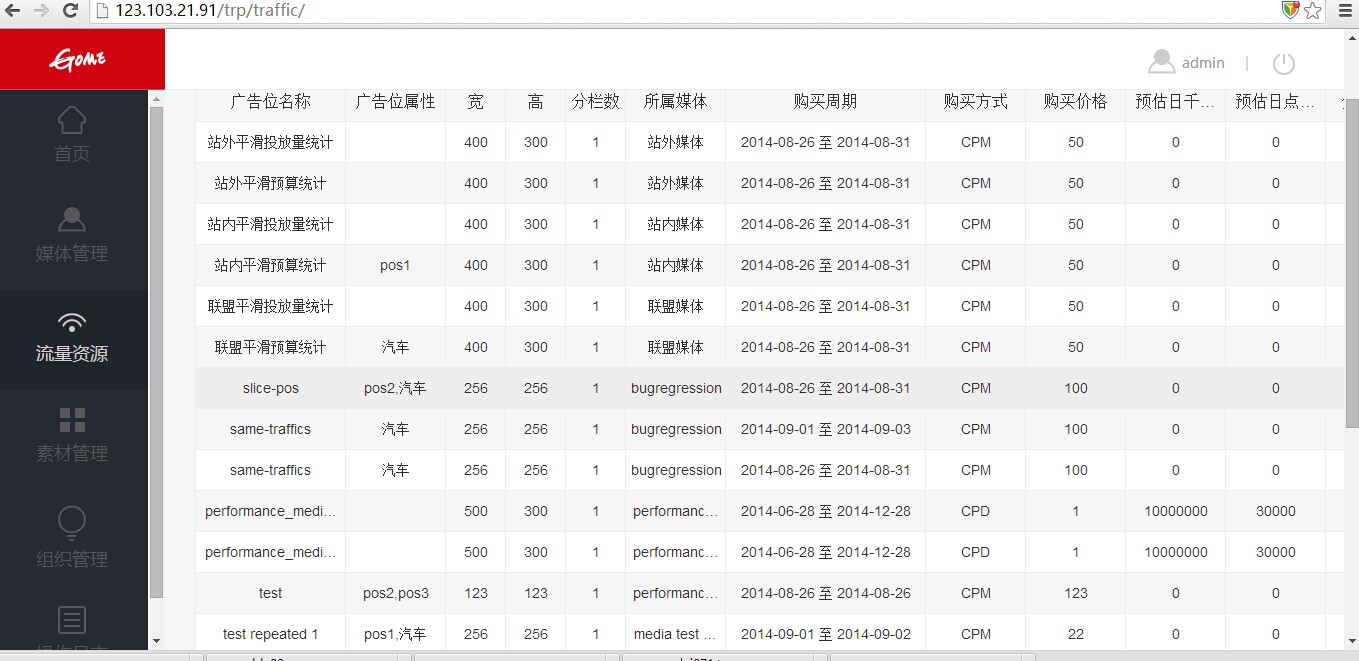 123.103.21.91/trp/traffic/
GOME
admin |
首页
媒体管理
流量资源
素材管理
组织管理
广告位名称 广告位属性 宽 高 分栏数 所属媒体 购买周期 购买方式 购买价格 预估日千... 预估日点...
站外平滑投放量统计 400 300 1 站外媒体 2014-08-26 至 2014-08-31 CPM 50 0 0
站外平滑预算统计 400 300 1 站外媒体 2014-08-26 至 2014-08-31 CPM 50 0 0
站内平滑投放量统计 400 300 1 站内媒体 2014-08-26 至 2014-08-31 CPM 50 0 0
站内平滑预算统计 pos1 400 300 1 站内媒体 2014-08-26 至 2014-08-31 CPM 50 0 0
联盟平滑投放量统计 400 300 1 联盟媒体 2014-08-26 至 2014-08-31 CPM 50 0 0
联盟平滑预算统计 汽车 400 300 1 联盟媒体 2014-08-26 至 2014-08-31 CPM 50 0 0
slice-pos pos2,汽车 256 256 1 bugregression 2014-08-26 至 2014-08-31 CPM 100 0 0
same-traffics 汽车 256 256 1 bugregression 2014-09-01 至 2014-09-03 CPM 100 0 0
same-traffics 汽车 256 256 1 bugregression 2014-08-26 至 2014-08-31 CPM 100 0 0
performance_medi... 500 300 1 performanc... 2014-06-28 至 2014-12-28 CPD 1 10000000 30000
performance_medi... 500 300 1 performanc... 2014-06-28 至 2014-12-28 CPD 1 10000000 30000
test pos2,pos3 123 123 1 performanc... 2014-08-26 至 2014-08-26 CPM 123 0 0
test repeated 1 pos1,汽车 256 256 1 media test ... 2014-09-01 至 2014-09-02 CPM 22 0 0